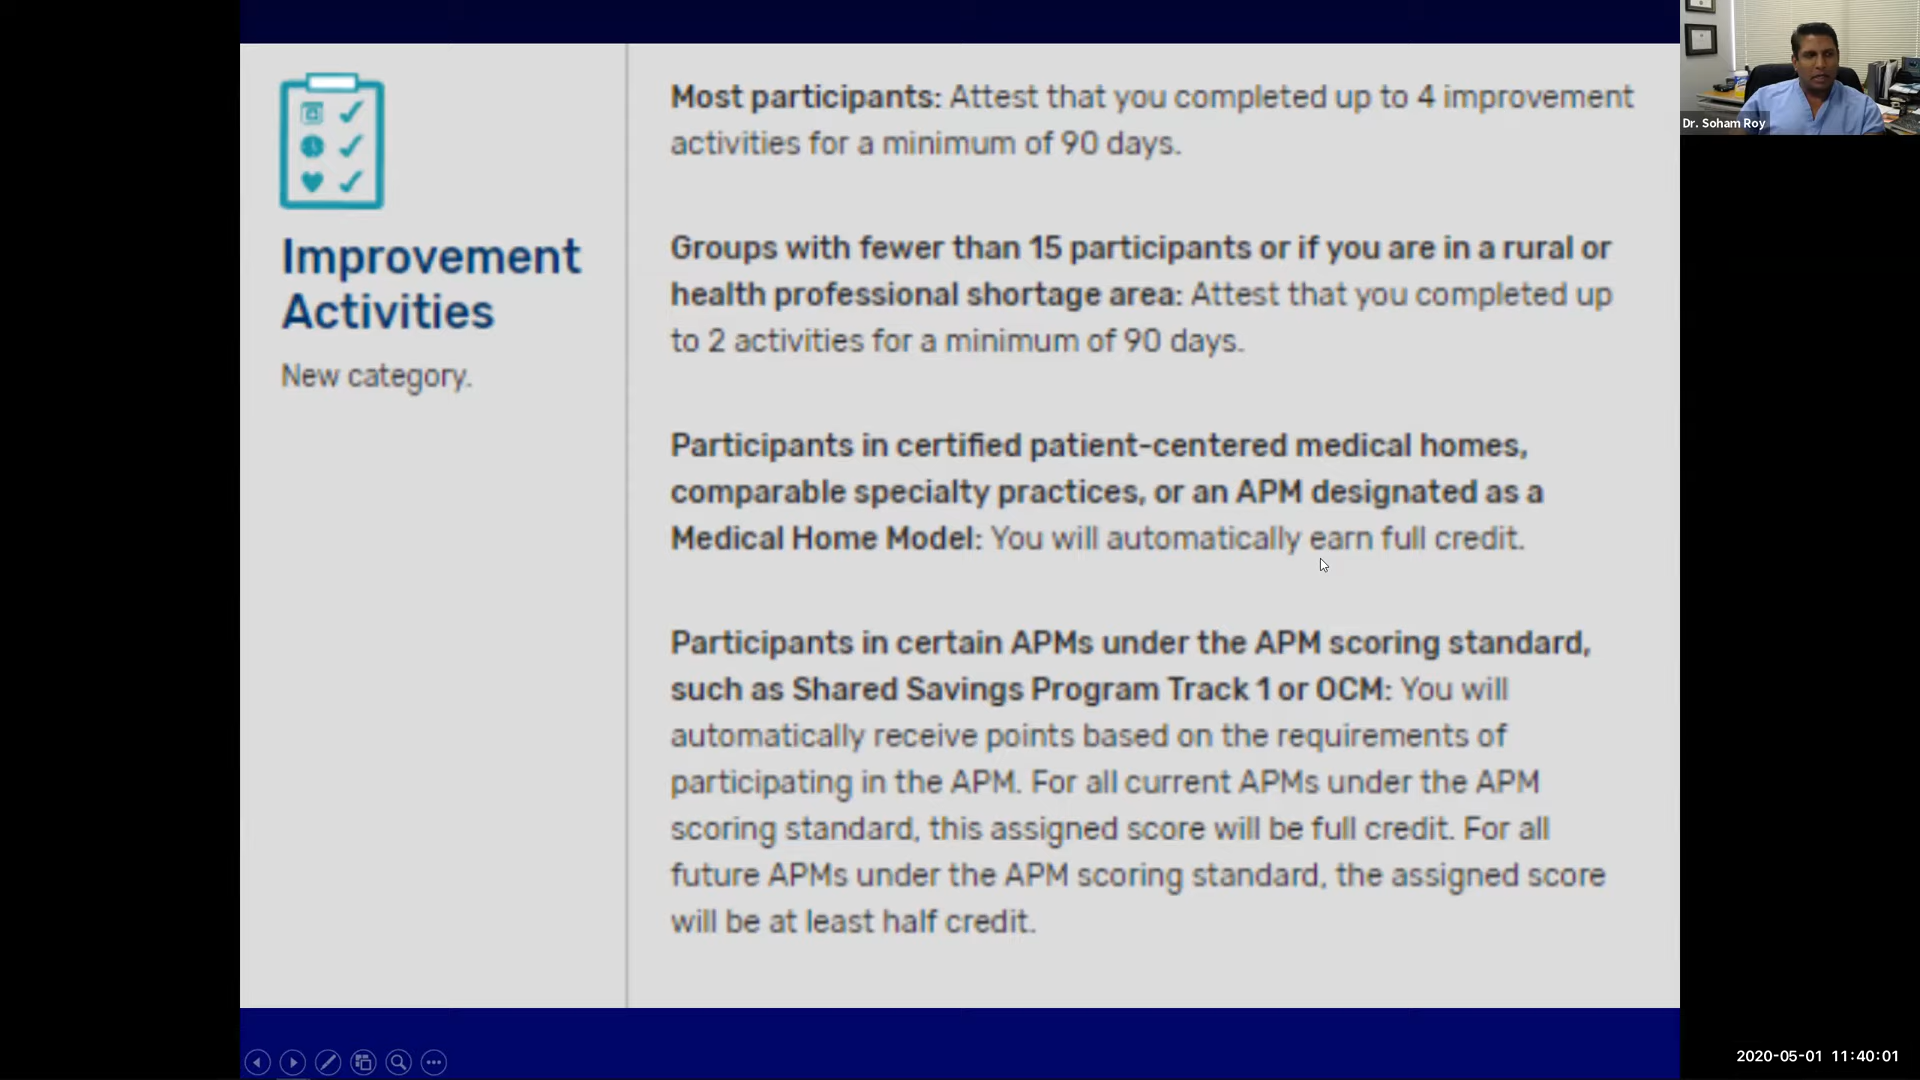 Improvement
Activities
New category.
Most participants: Attest that you completed up to 4 improvement
activities for a minimum of 90 days.
Groups with fewer than 15 participants or if you are in a rural or
health professional shortage area: Attest that you completed up
to 2 activities for a minimum of 90 days.
Participants in certified patient-centered medical homes,
comparable specialty practices, or an APM designated as a
Medical Home Model: You will automatically earn full credit.
Participants in certain APMs under the APM scoring standard,
such as Shared Savings Program Track 1 or OCM: You will
automatically receive points based on the requirements of
participating in the APM. For all current APMs under the APM
scoring standard, this assigned score will be full credit. For all
future APMs under the APM scoring standard, the assigned score
will be at least half credit.
Dr. Soham Roy
2020-05-01 11:40:01